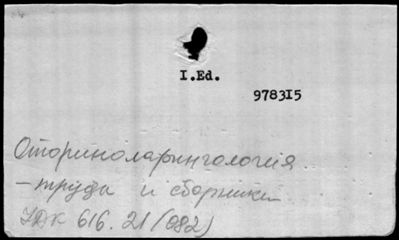 I.Ed.
978315
Оториноларингология
- труды и сборники
УДК 616.21 (082)